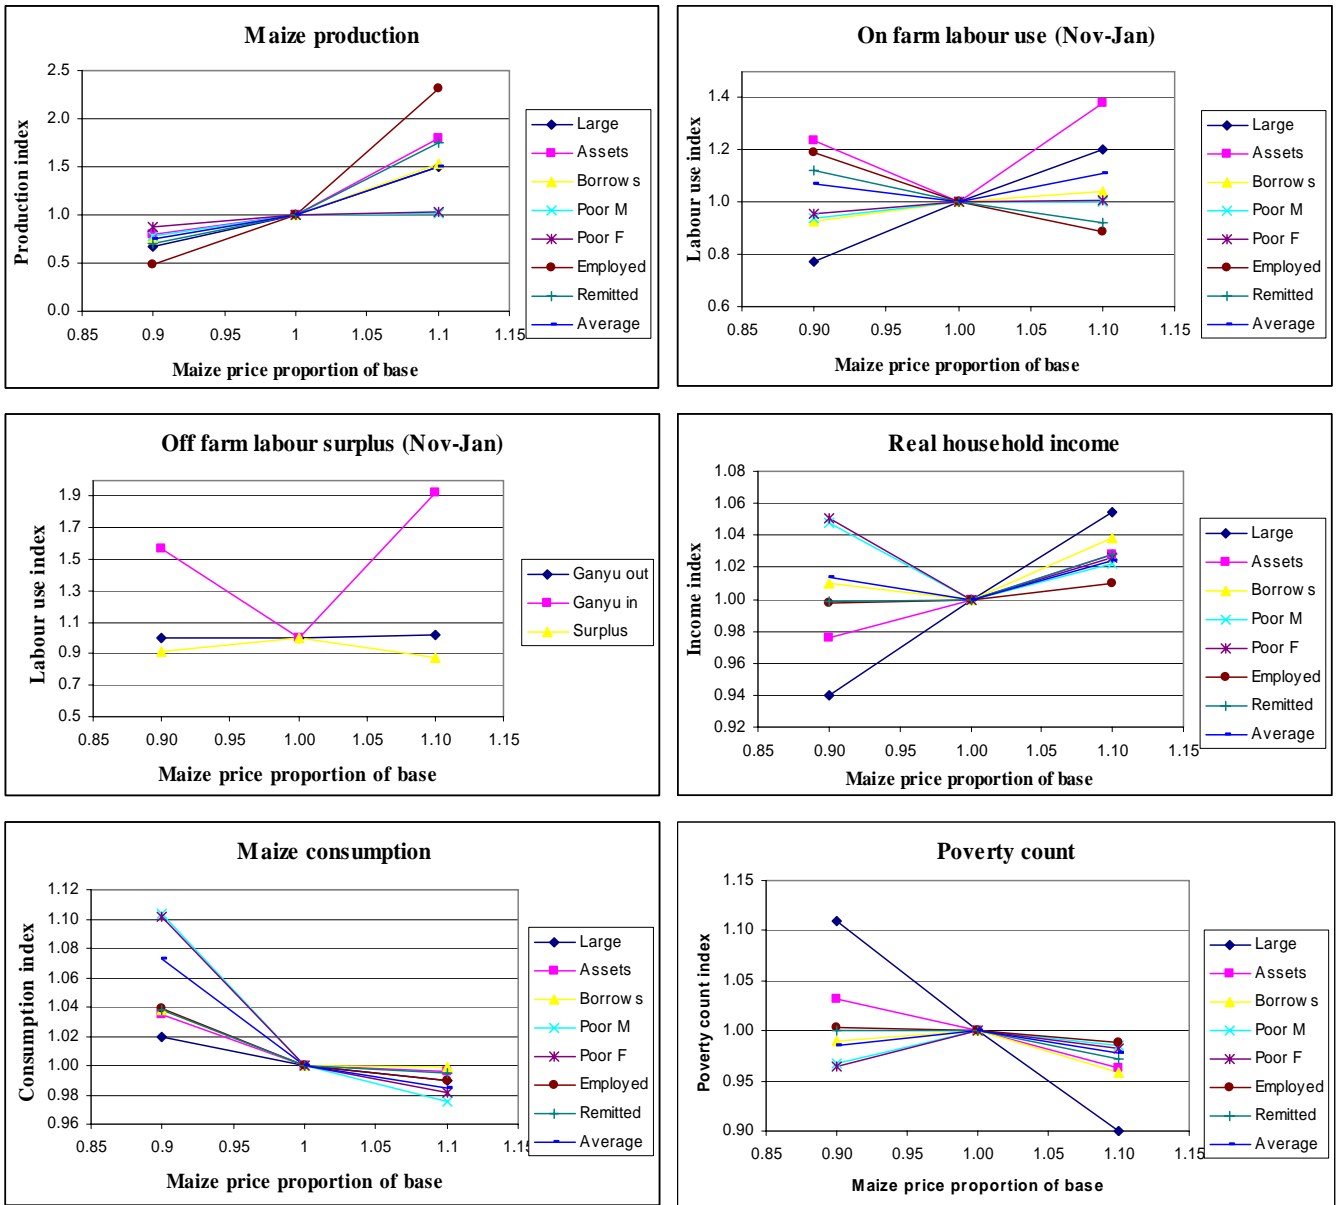 Maize production
Production index
2.5
2.0
1.5
1.0
0.5
0.0
0.85 0.9 0.95 1 1.05 1.1 1.15
Maize price proportion of base
Large
Assets
Borrows
Poor M
Poor F
Employed
Remitted
Average
On farm labour use (Nov-Jan)
Labour use index
1.4
1.2
1.0
0.8
0.6
0.85 0.90 0.95 1.00 1.05 1.10 1.15
Maize price proportion of base
Large
Assets
Borrows
Poor M
Poor F
Employed
Remitted
Average
Off farm labour surplus (Nov-Jan)
Labour use index
1.9
1.7
1.5
1.3
1.1
0.9
0.7
0.5
0.85 0.90 0.95 1.00 1.05 1.10 1.15
Maize price proportion of base
Ganyu out
Ganyu in
Surplus
Real household income
Income index
1.08
1.06
1.04
1.02
1.00
0.98
0.96
0.94
0.92
0.85 0.90 0.95 1.00 1.05 1.10 1.15
Maize price proportion of base
Large
Assets
Borrows
Poor M
Poor F
Employed
Remitted
Average
Maize consumption
Consumption index
1.12
1.10
1.08
1.06
1.04
1.02
1.00
0.98
0.96
0.85 0.9 0.95 1 1.05 1.1 1.15
Maize price proportion of base
Large
Assets
Borrows
Poor M
Poor F
Employed
Remitted
Average
Poverty count
Poverty count index
1.15
1.10
1.05
1.00
0.95
0.90
0.85 0.90 0.95 1.00 1.05 1.10 1.15
Maize price proportion of base
Large
Assets
Borrows
Poor M
Poor F
Employed
Remitted
Average